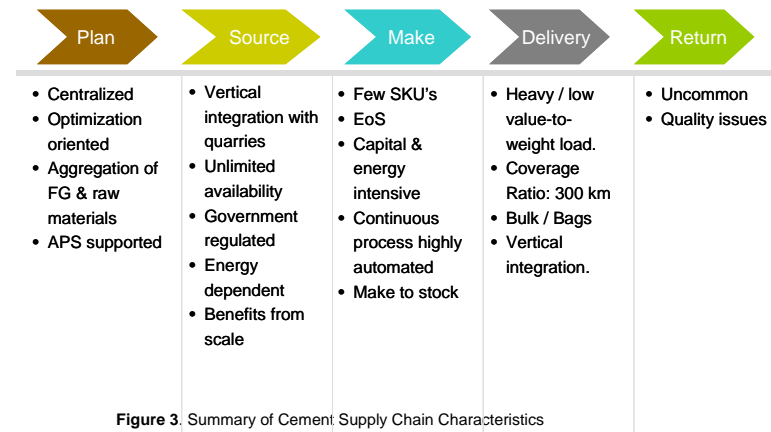 Plan
Source
Make
Delivery
Return
• Centralized
• Optimization
oriented
• Aggregation of
FG & raw
materials
• APS supported
• Vertical
integration with
quarries
• Unlimited
availability
• Government
regulated
• Energy
dependent
• Benefits from
scale
• Few SKU's
• EoS
• Capital &
energy
intensive
• Continuous
process highly
automated
• Make to stock
• Heavy / low
value-to-
weight load.
• Coverage
Ratio: 300 km
• Bulk / Bags
• Vertical
integration.
• Uncommon
• Quality issues
Figure 3. Summary of Cement Supply Chain Characteristics